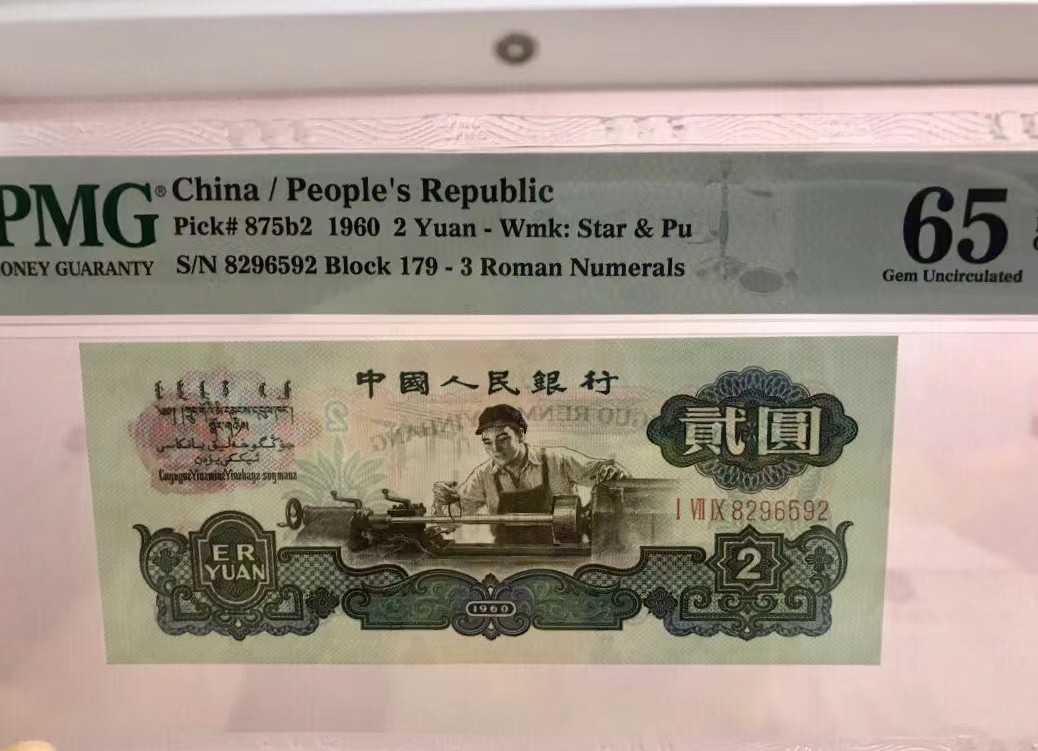 PMG® China / People's Republic
Pick# 875b2 1960 2 Yuan - Wmk: Star & Pu
ONEY GUARANTY S/N 8296592 Block 179 - 3 Roman Numerals
65
Gem Uncirculated
中國人民銀行
貳圓
I VII IX 8296592
ER
YUAN
2
1960